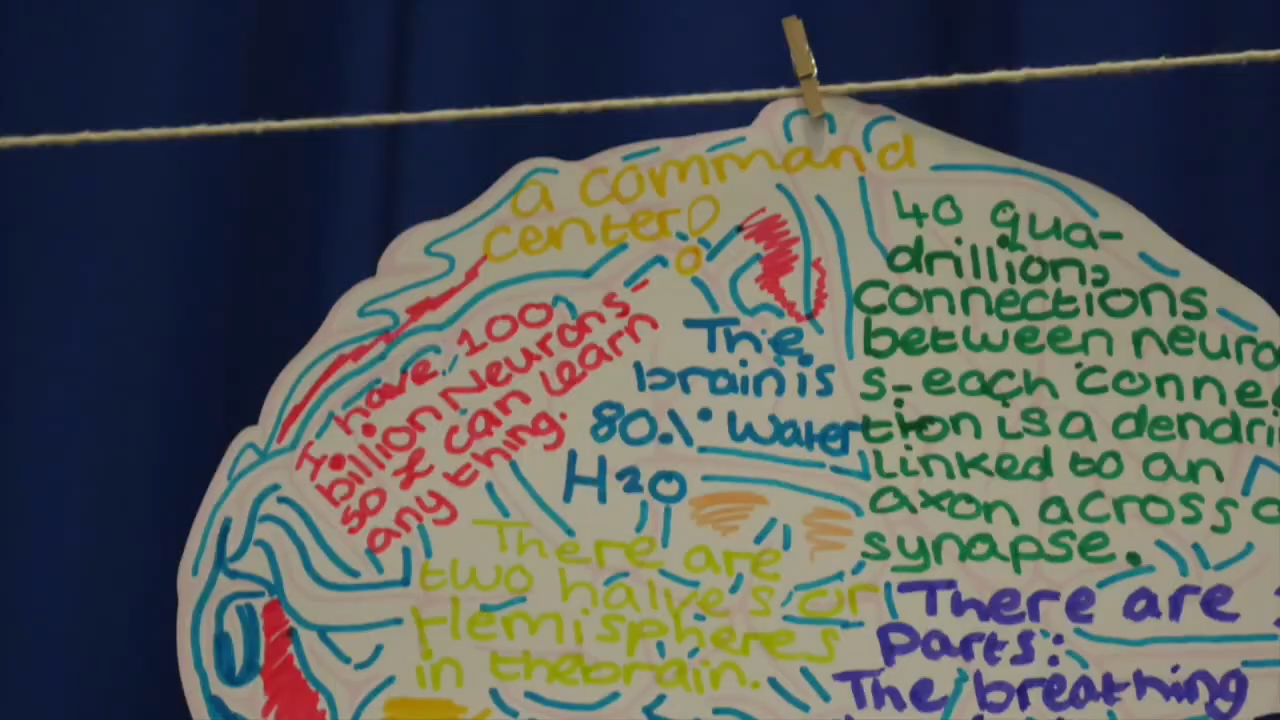 a command
center!
I have 100
billion Neurons-
so I can learn
any thing.
The
brain is
80.\° Water
H2O
There are
two halves or
Hemispheres
in the brain.
40 qua-
drillion,
connections
between neuro
s-each conne
tion is a dendri
Linked to an
axon across a
synapse.
There are
Parts:
The breathing